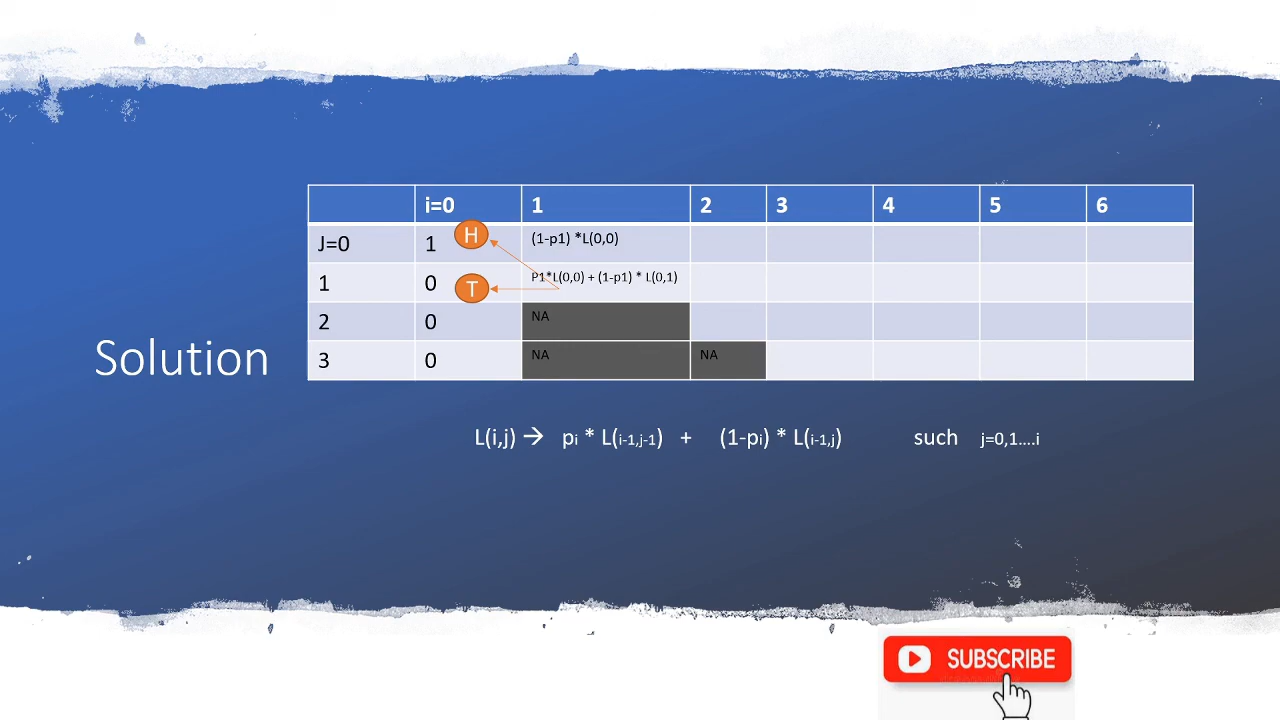 i=0 1 2 3 4 5 6
J=0 1 H (1-p1) *L(0,0)
1 0 T P1*L(0,0) + (1-p1) * L(0,1)
2 0 NA
3 0 NA NA
Solution
L(i,j) → pi * L(i-1,j-1) + (1-pi) * L(i-1,j) such j=0,1....i
SUBSCRIBE